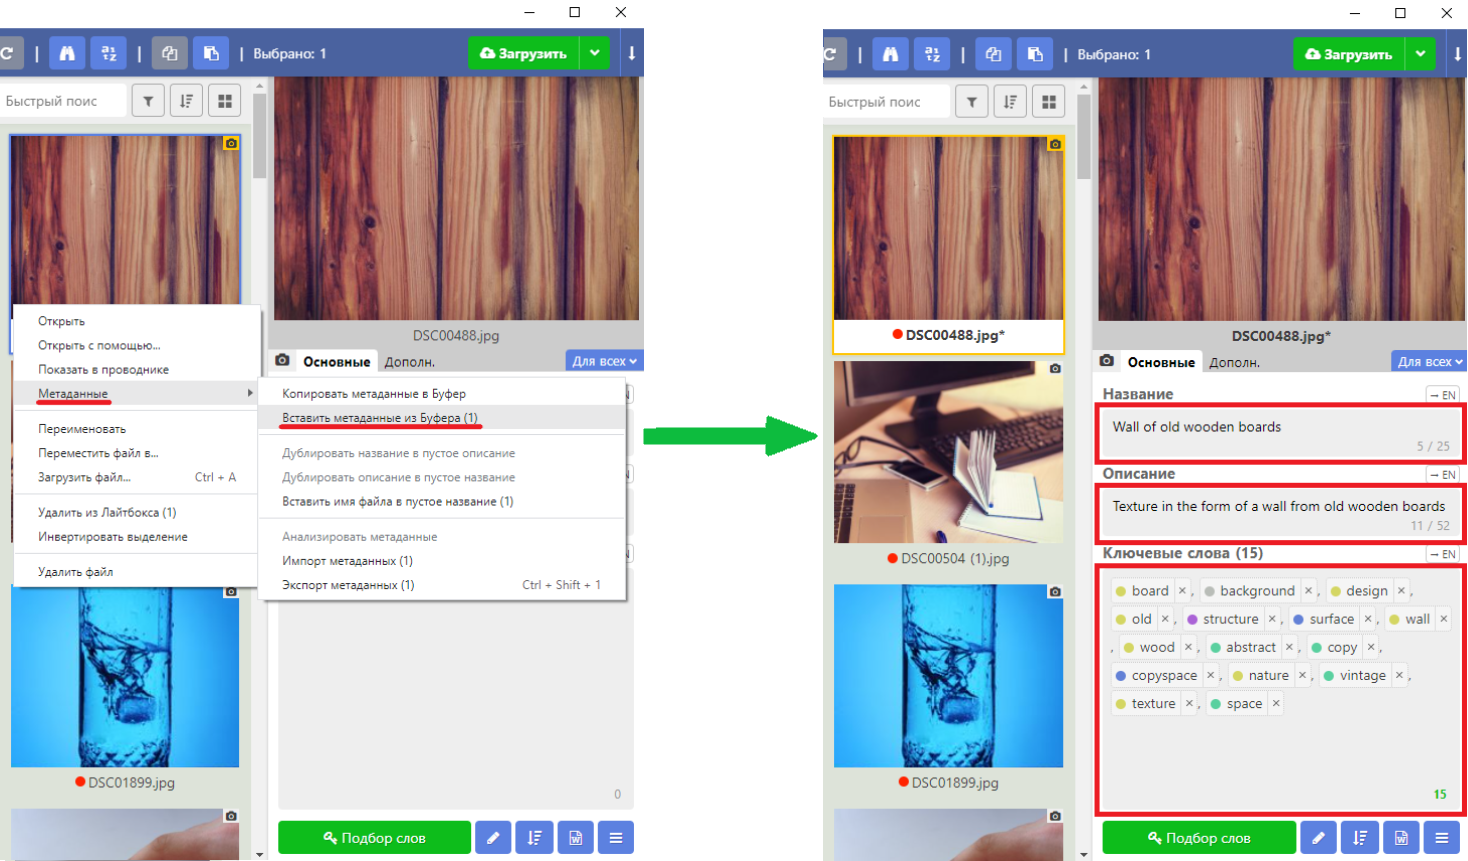 Выбрано: 1
Загрузить
Быстрый поиск
DSC00488.jpg
Основные
Дополн.
Для всех
Открыть
Открыть с помощью...
Показать в проводнике
Метаданные
Переименовать
Переместить файл в...
Загрузить файл... Ctrl + A
Удалить из Лайтбокса (1)
Инвертировать выделение
Удалить файл
Копировать метаданные в Буфер
Вставить метаданные из Буфера (1)
Дублировать название в пустое описание
Дублировать описание в пустое название
Вставить имя файла в пустое название (1)
Анализировать метаданные
Импорт метаданных (1)
Экспорт метаданных (1) Ctrl + Shift + 1
DSC01899.jpg
0
Подбор слов
Выбрано: 1
Загрузить
Быстрый поиск
DSC00488.jpg*
DSC00504 (1).jpg
DSC01899.jpg
DSC00488.jpg*
Основные
Дополн.
Для всех
Название → EN
Wall of old wooden boards
5 / 25
Описание → EN
Texture in the form of a wall from old wooden boards
11 / 52
Ключевые слова (15) → EN
board ×, background ×, design ×,
old ×, structure ×, surface ×, wall ×
, wood ×, abstract ×, copy ×,
copyspace ×, nature ×, vintage ×,
texture ×, space ×
15
Подбор слов